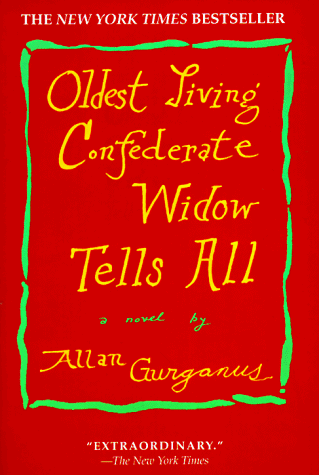 THE NEW YORK TIMES BESTSELLER
Oldest Living
Confederate
Widow
Tells All
a novel by
Allan Gurganus
"EXTRAORDINARY."
—The New York Times